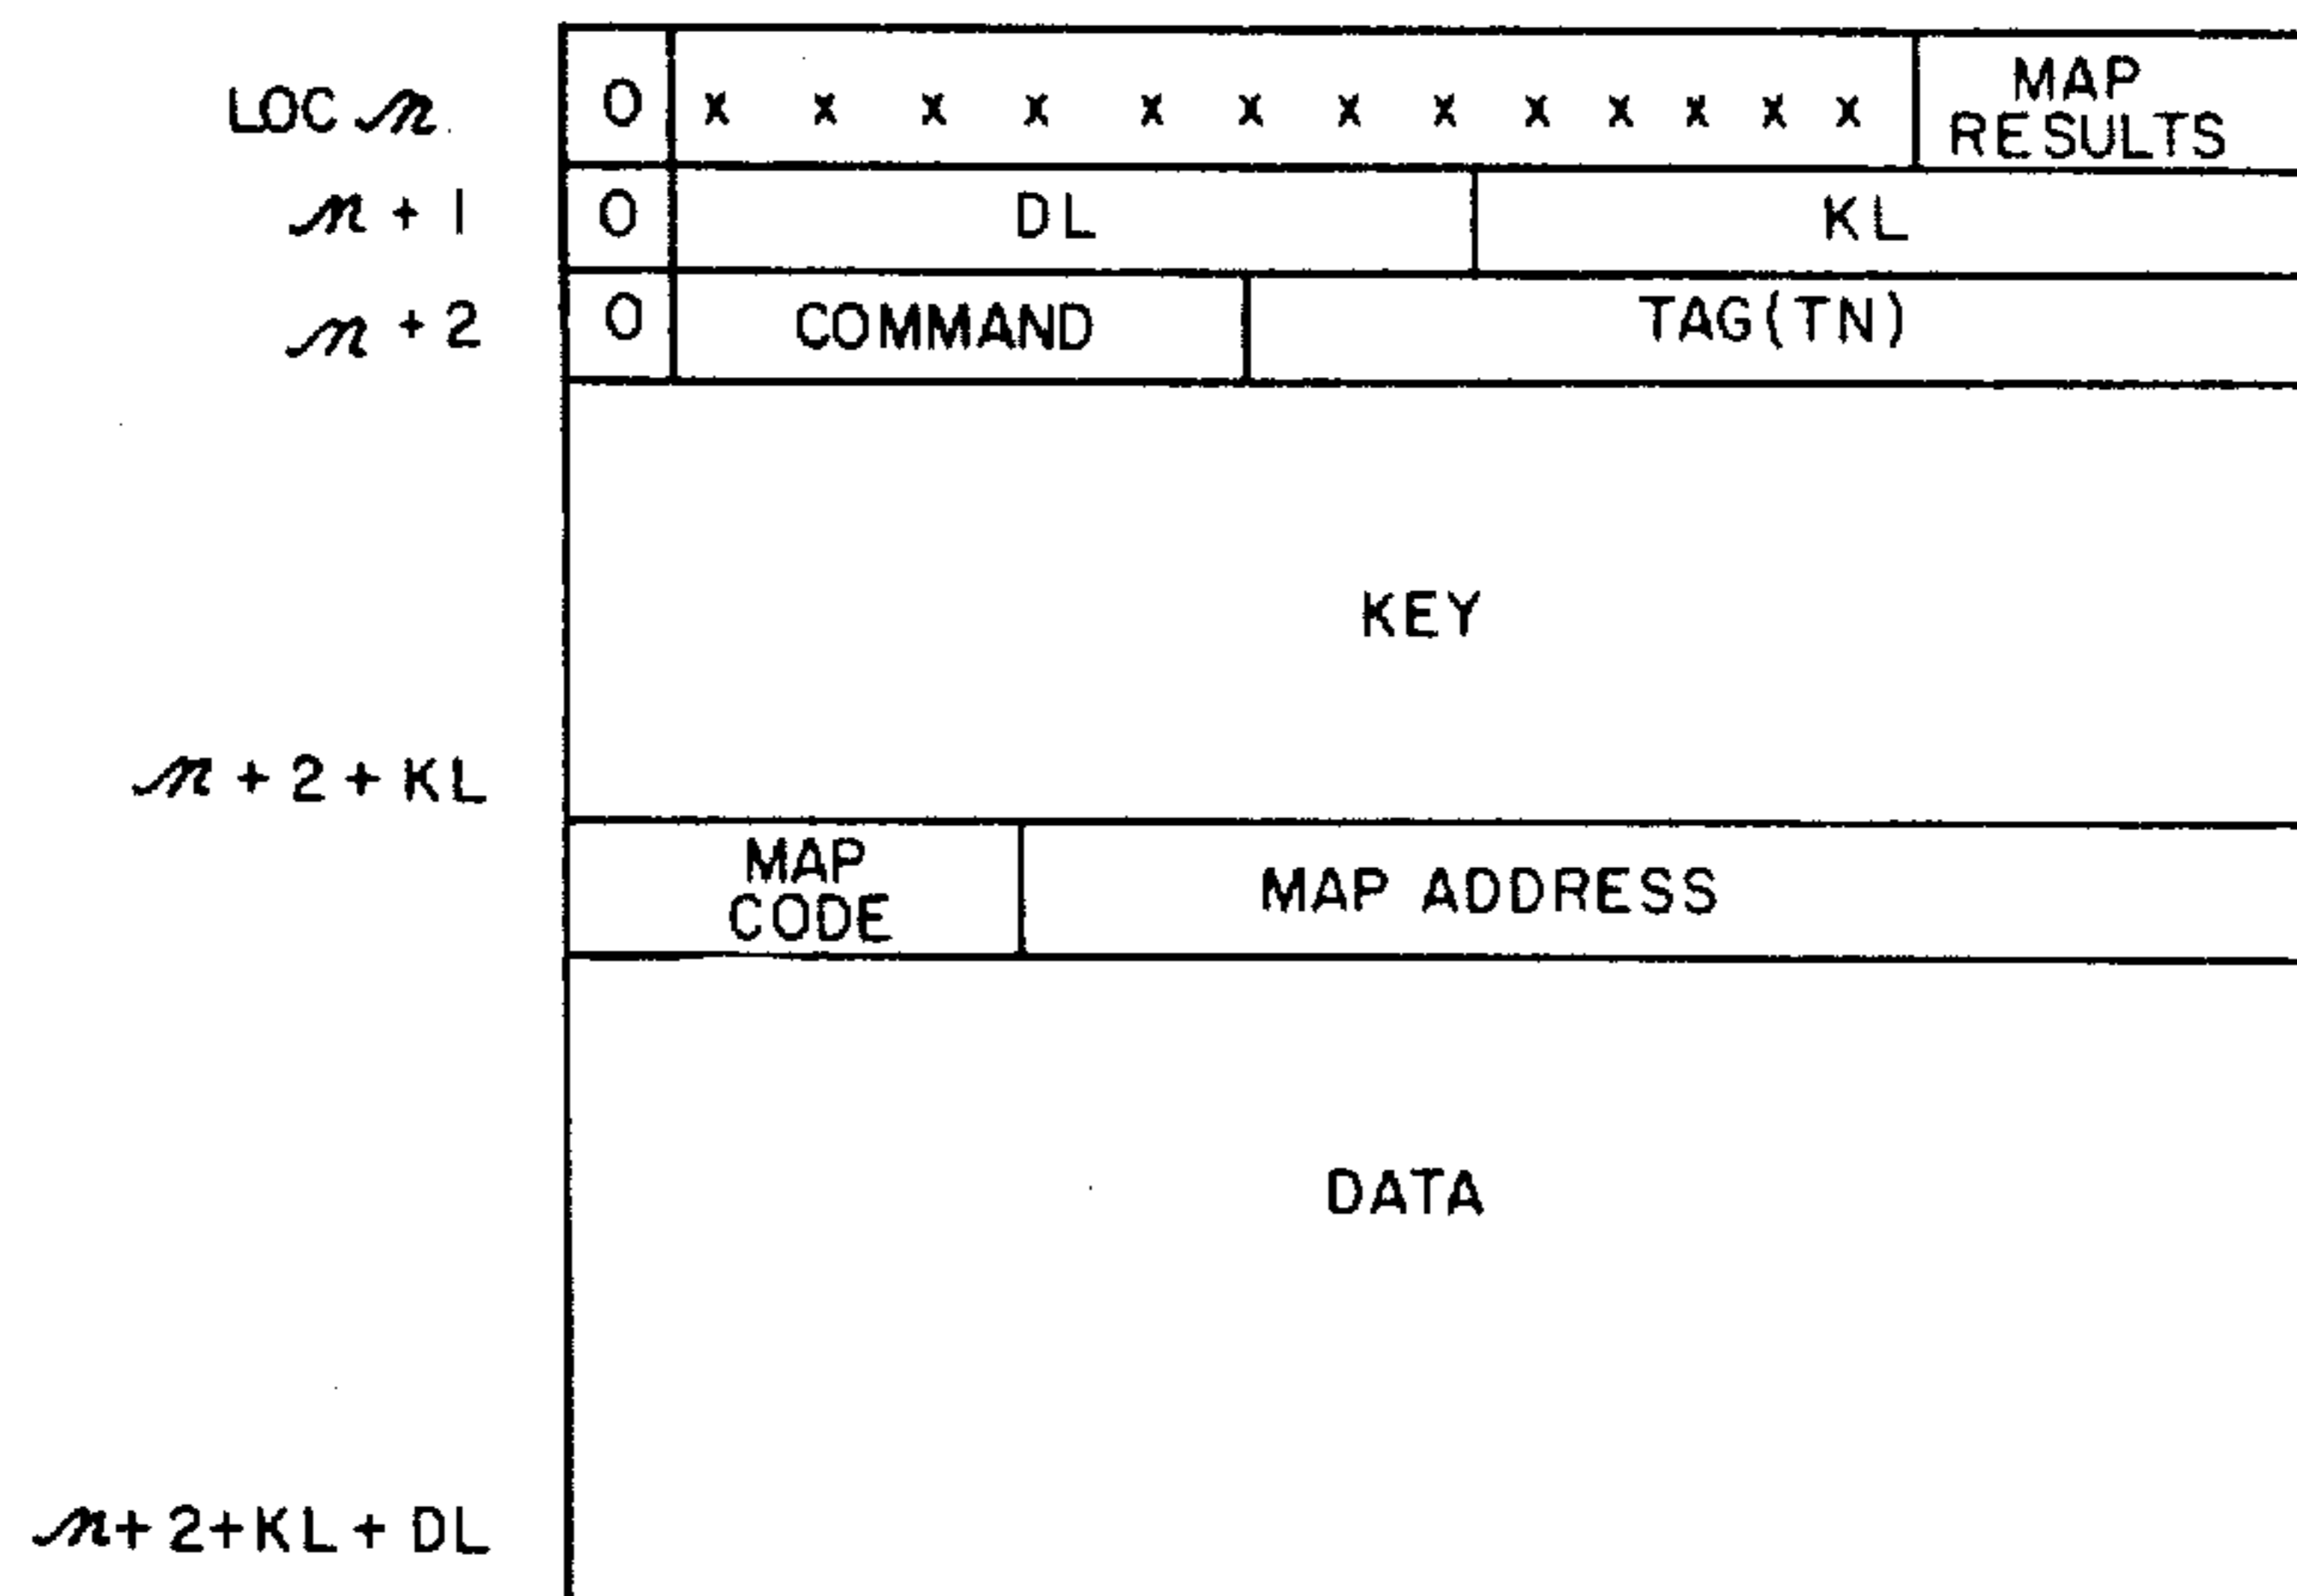 LOC n 0 x x x x x x x x x x x x x MAP RESULTS
n + 1 0 DL KL
n + 2 0 COMMAND TAG(TN)
KEY
n + 2 + KL
MAP CODE MAP ADDRESS
DATA
n + 2 + KL + DL